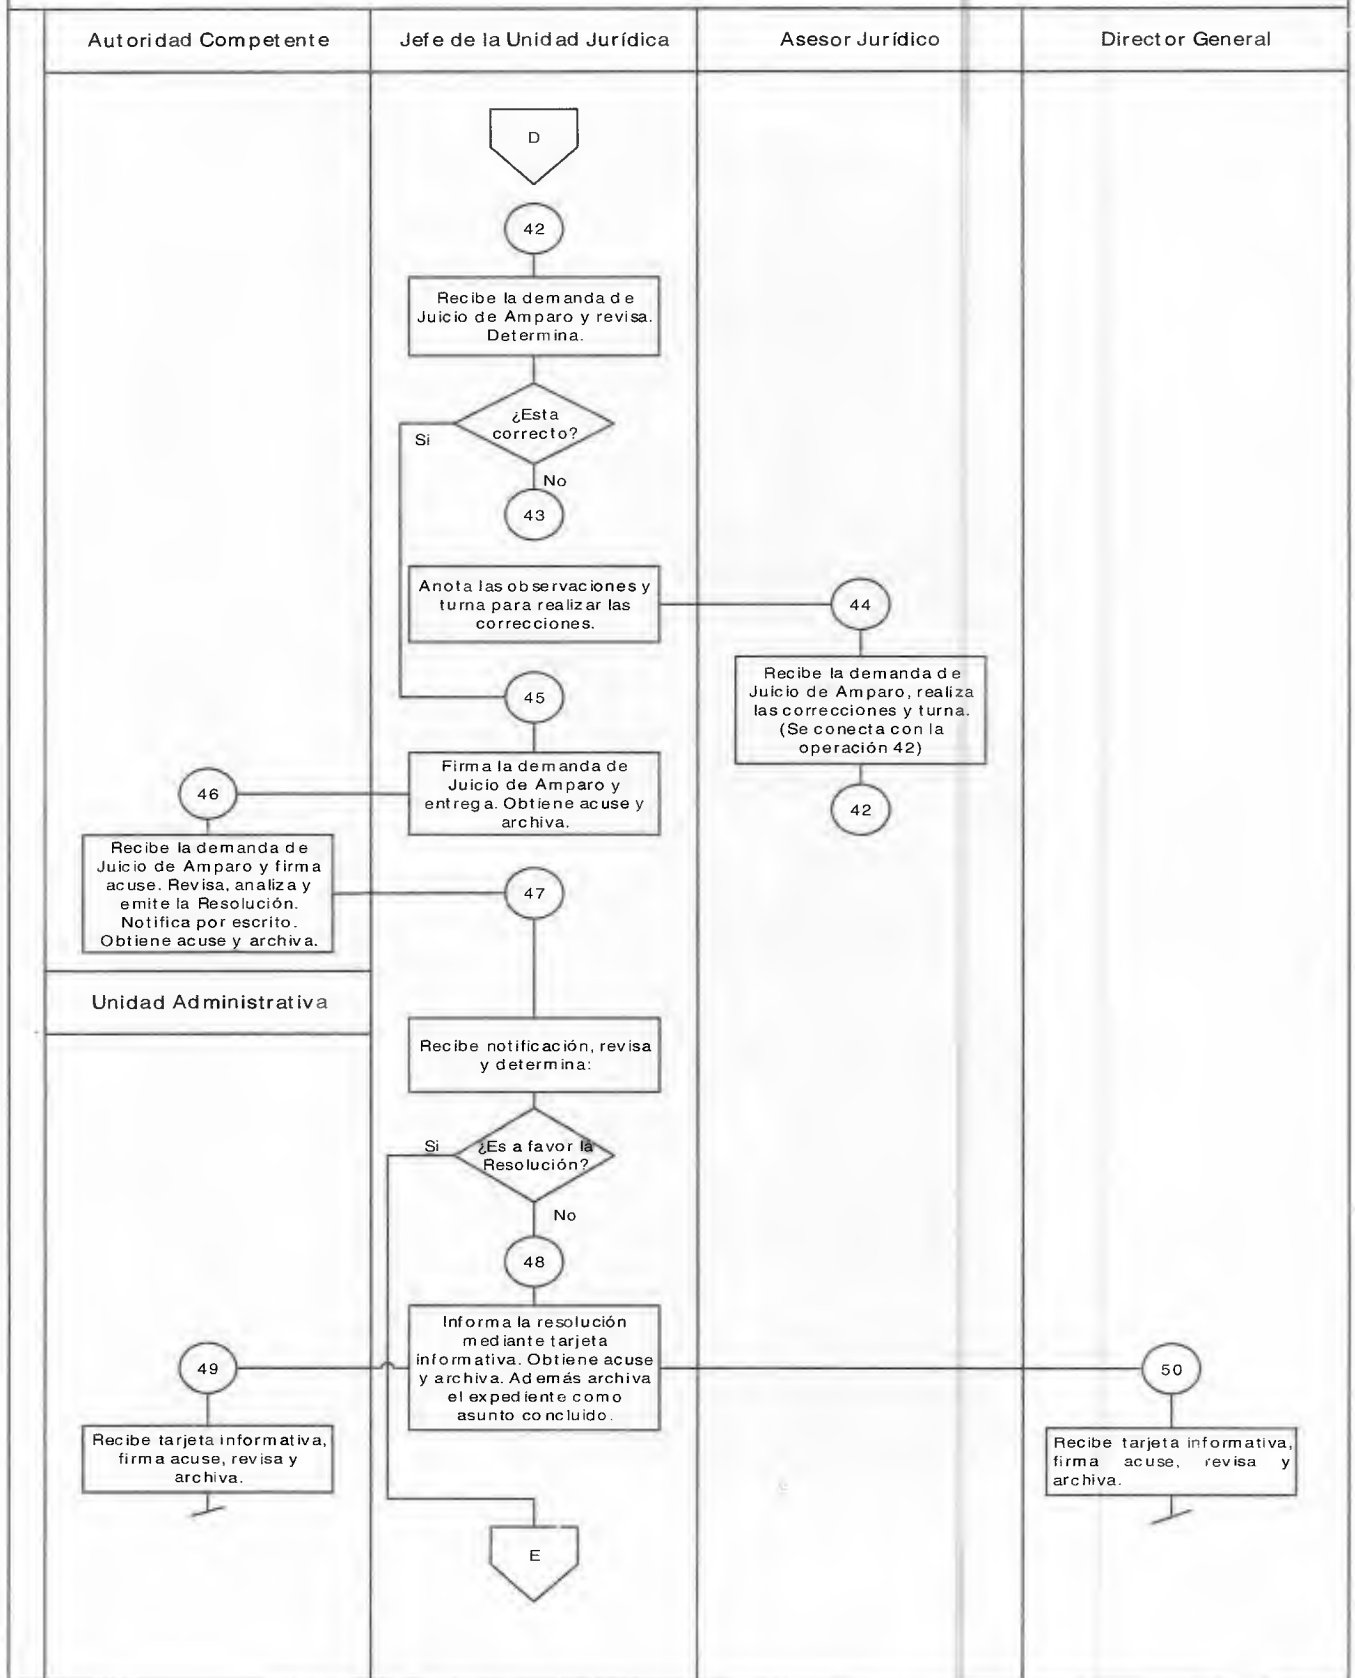 Autoridad Competente
Jefe de la Unidad Jurídica
Asesor Jurídico
Director General
D
42
Recibe la demanda de
Juicio de Amparo y revisa.
Determina.
¿Esta
correcto?
Si
No
43
Anota las observaciones y
turna para realizar las
correcciones.
44
Recibe la demanda de
Juicio de Amparo, realiza
las correcciones y turna.
(Se conecta con la
operación 42)
42
45
Firma la demanda de
Juicio de Amparo y
entrega. Obtiene acuse y
archiva.
46
Recibe la demanda de
Juicio de Amparo y firma
acuse. Revisa, analiza y
emite la Resolución.
Notifica por escrito.
Obtiene acuse y archiva.
47
Unidad Administrativa
Recibe notificación, revisa
y determina:
¿Es a favor la
Resolución?
Si
No
48
Informa la resolución
mediante tarjeta
informativa. Obtiene acuse
y archiva. Además archiva
el expediente como
asunto concluido.
49
Recibe tarjeta informativa,
firma acuse, revisa y
archiva.
50
Recibe tarjeta informativa,
firma acuse, revisa y
archiva.
E